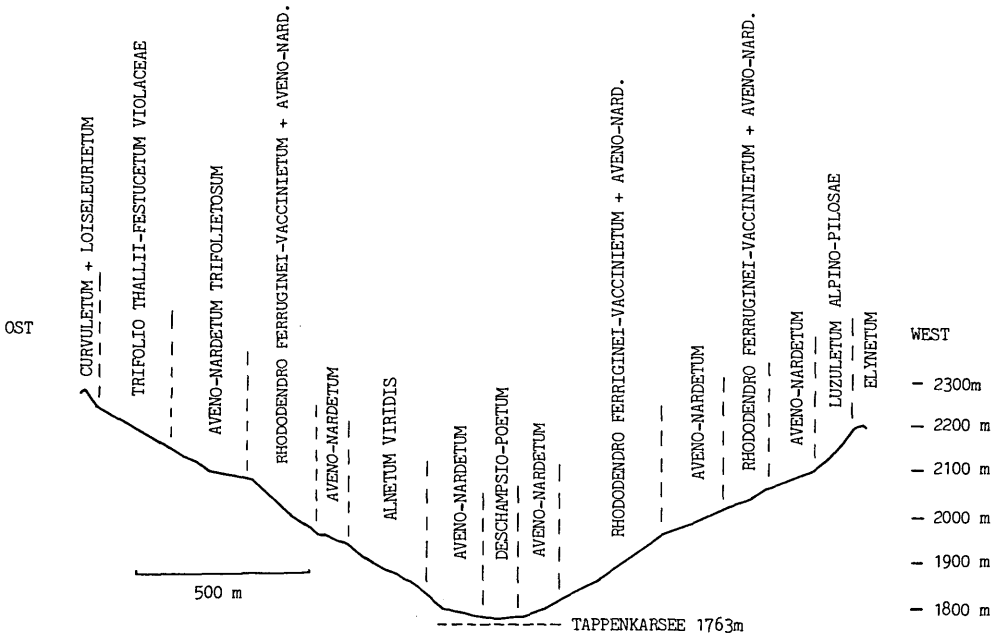 CURVULETUM + LOISELEURIETUM
TRIFOLIO THALLII-FESTUCETUM VIOLACEAE
AVENO-NARDETUM TRIFOLIETOSUM
RHODODENDRO FERRUGINEI-VACCINIETUM + AVENO-NARD.
AVENO-NARDETUM
ALNETUM VIRIDIS
AVENO-NARDETUM
DESCHAMPSIO-POETUM
AVENO-NARDETUM
RHODODENDRO FERRIGINEI-VACCINIETUM + AVENO-NARD.
AVENO-NARDETUM
RHODODENDRO FERRUGINEI-VACCINIETUM + AVENO-NARD.
AVENO-NARDETUM
LUZULETUM ALPINO-PILOSAE
ELYNETUM
OST
WEST
2300m
2200 m
2100 m
2000 m
1900 m
1800 m
500 m
TAPPENKARSEE 1763m